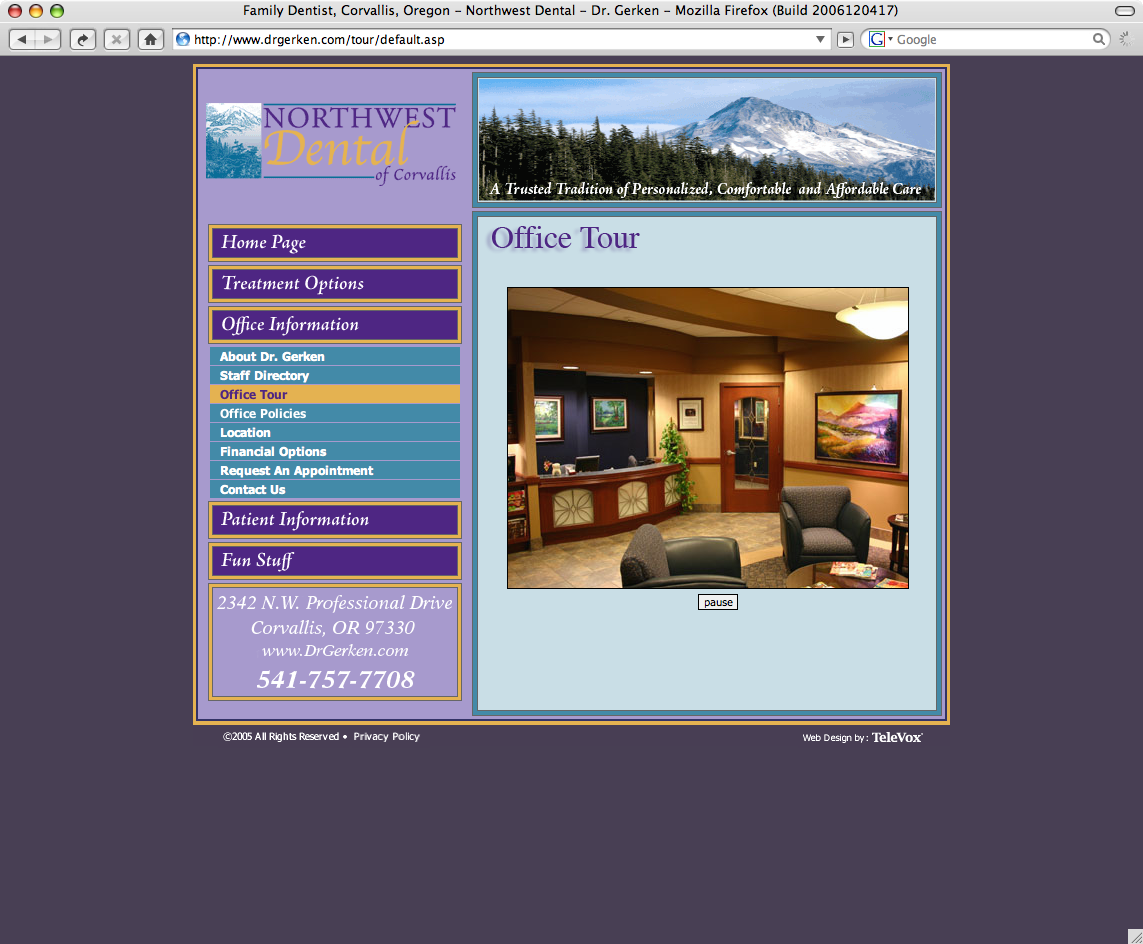 Family Dentist, Corvallis, Oregon – Northwest Dental – Dr. Gerken – Mozilla Firefox (Build 2006120417)
http://www.drgerken.com/tour/default.asp
G
Google
NORTHWEST
Dental
of Corvallis
A Trusted Tradition of Personalized, Comfortable and Affordable Care
Home Page
Treatment Options
Office Information
About Dr. Gerken
Staff Directory
Office Tour
Office Policies
Location
Financial Options
Request An Appointment
Contact Us
Patient Information
Fun Stuff
2342 N.W. Professional Drive
Corvallis, OR 97330
www.DrGerken.com
541-757-7708
Office Tour
pause
©2005 All Rights Reserved • Privacy Policy
Web Design by: TeleVox